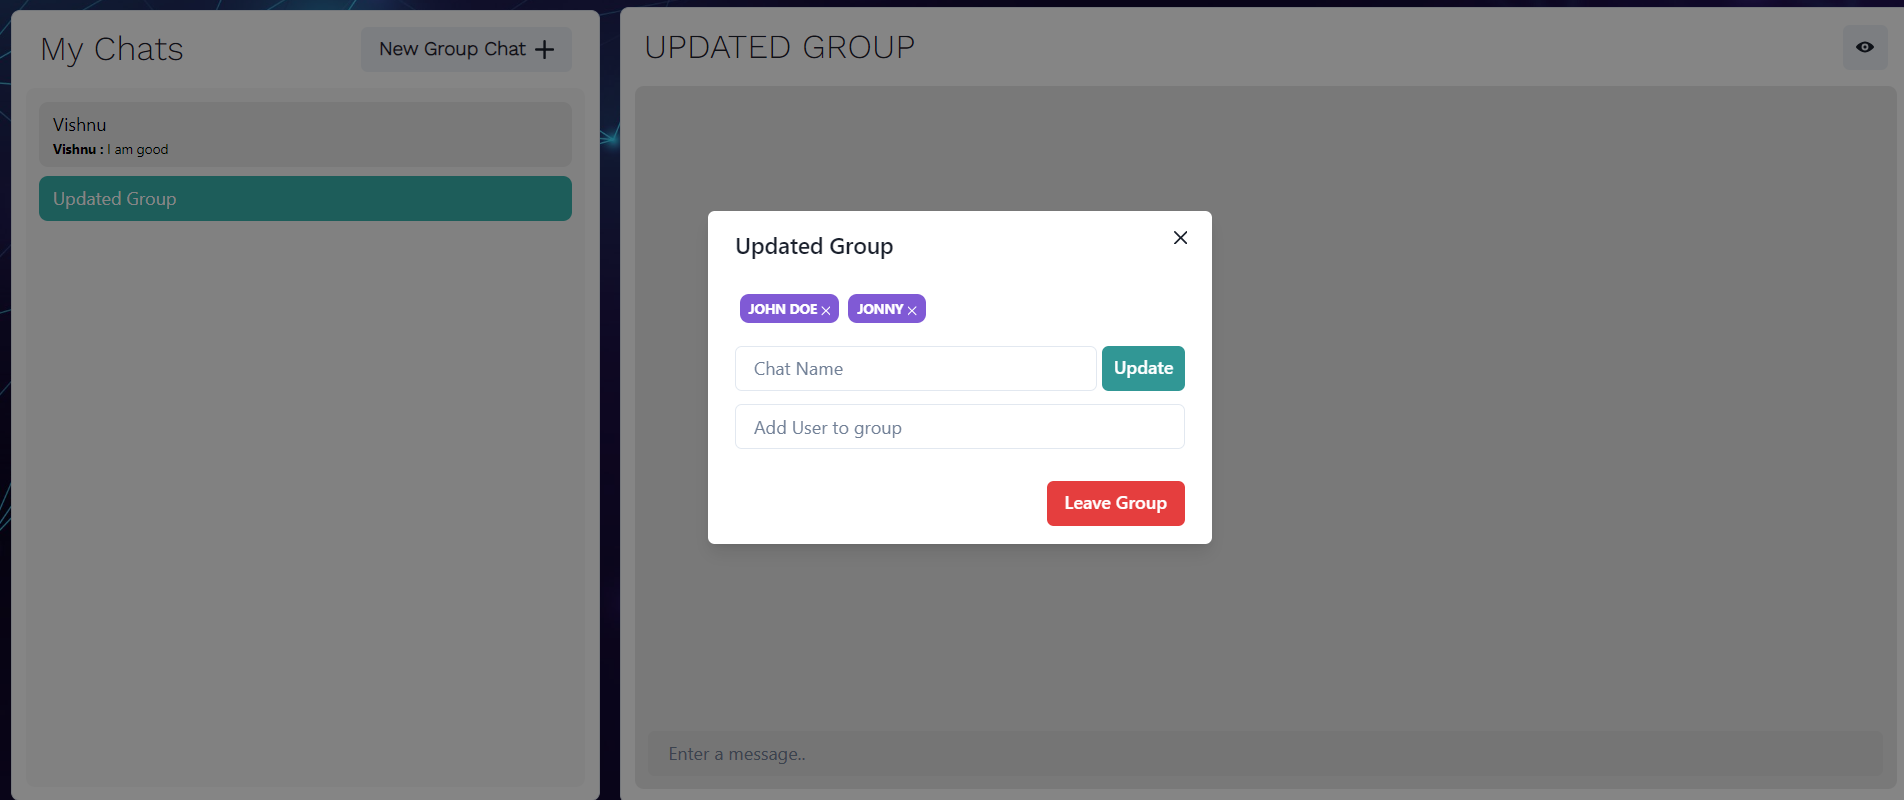 My Chats
New Group Chat
Vishnu
Vishnu : I am good
Updated Group
UPDATED GROUP
Updated Group
JOHN DOE
JONNY
Chat Name
Update
Add User to group
Leave Group
Enter a message..